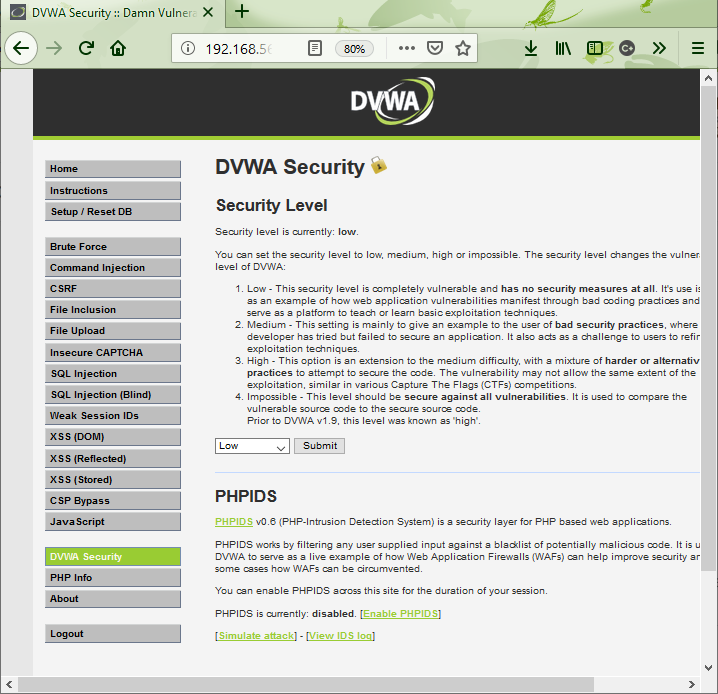 DVWA Security :: Damn Vulnera
192.168.56
80%
DVWA
Home
Instructions
Setup / Reset DB
Brute Force
Command Injection
CSRF
File Inclusion
File Upload
Insecure CAPTCHA
SQL Injection
SQL Injection (Blind)
Weak Session IDs
XSS (DOM)
XSS (Reflected)
XSS (Stored)
CSP Bypass
JavaScript
DVWA Security
PHP Info
About
Logout
DVWA Security
Security Level
Security level is currently: low.
You can set the security level to low, medium, high or impossible. The security level changes the vulnera
level of DVWA:
1. Low - This security level is completely vulnerable and has no security measures at all. It's use is
as an example of how web application vulnerabilities manifest through bad coding practices and
serve as a platform to teach or learn basic exploitation techniques.
2. Medium - This setting is mainly to give an example to the user of bad security practices, where
developer has tried but failed to secure an application. It also acts as a challenge to users to refin
exploitation techniques.
3. High - This option is an extension to the medium difficulty, with a mixture of harder or alternativ
practices to attempt to secure the code. The vulnerability may not allow the same extent of the
exploitation, similar in various Capture The Flags (CTFs) competitions.
4. Impossible - This level should be secure against all vulnerabilities. It is used to compare the
vulnerable source code to the secure source code.
Prior to DVWA v1.9, this level was known as 'high'.
Low Submit
PHPIDS
PHPIDS v0.6 (PHP-Intrusion Detection System) is a security layer for PHP based web applications.
PHPIDS works by filtering any user supplied input against a blacklist of potentially malicious code. It is u
DVWA to serve as a live example of how Web Application Firewalls (WAFs) can help improve security an
some cases how WAFs can be circumvented.
You can enable PHPIDS across this site for the duration of your session.
PHPIDS is currently: disabled. [Enable PHPIDS]
[Simulate attack] - [View IDS log]